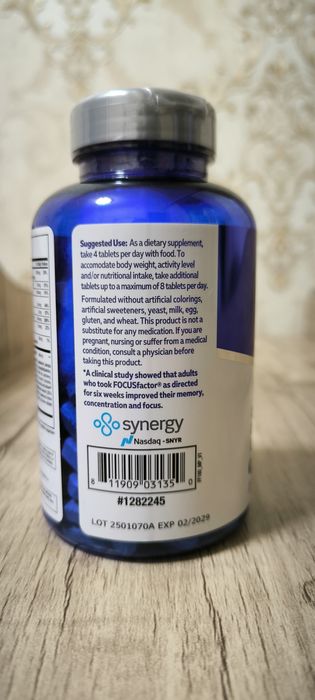 Suggested Use: As a dietary supplement,
take 4 tablets per day with food. To
accomodate body weight, activity level
and/or nutritional intake, take additional
tablets up to a maximum of 8 tablets per day.
Formulated without artificial colorings,
artificial sweeteners, yeast, milk, egg,
gluten, and wheat. This product is not a
substitute for any medication. If you are
pregnant, nursing or suffer from a medical
condition, consult a physician before
taking this product.
*A clinical study showed that adults
who took FOCUSfactor® as directed
for six weeks improved their memory,
concentration and focus.
synergy
Nasdaq - SNYR
8 11909 03135 0
#1282245
LOT 2501070A EXP 02/2029